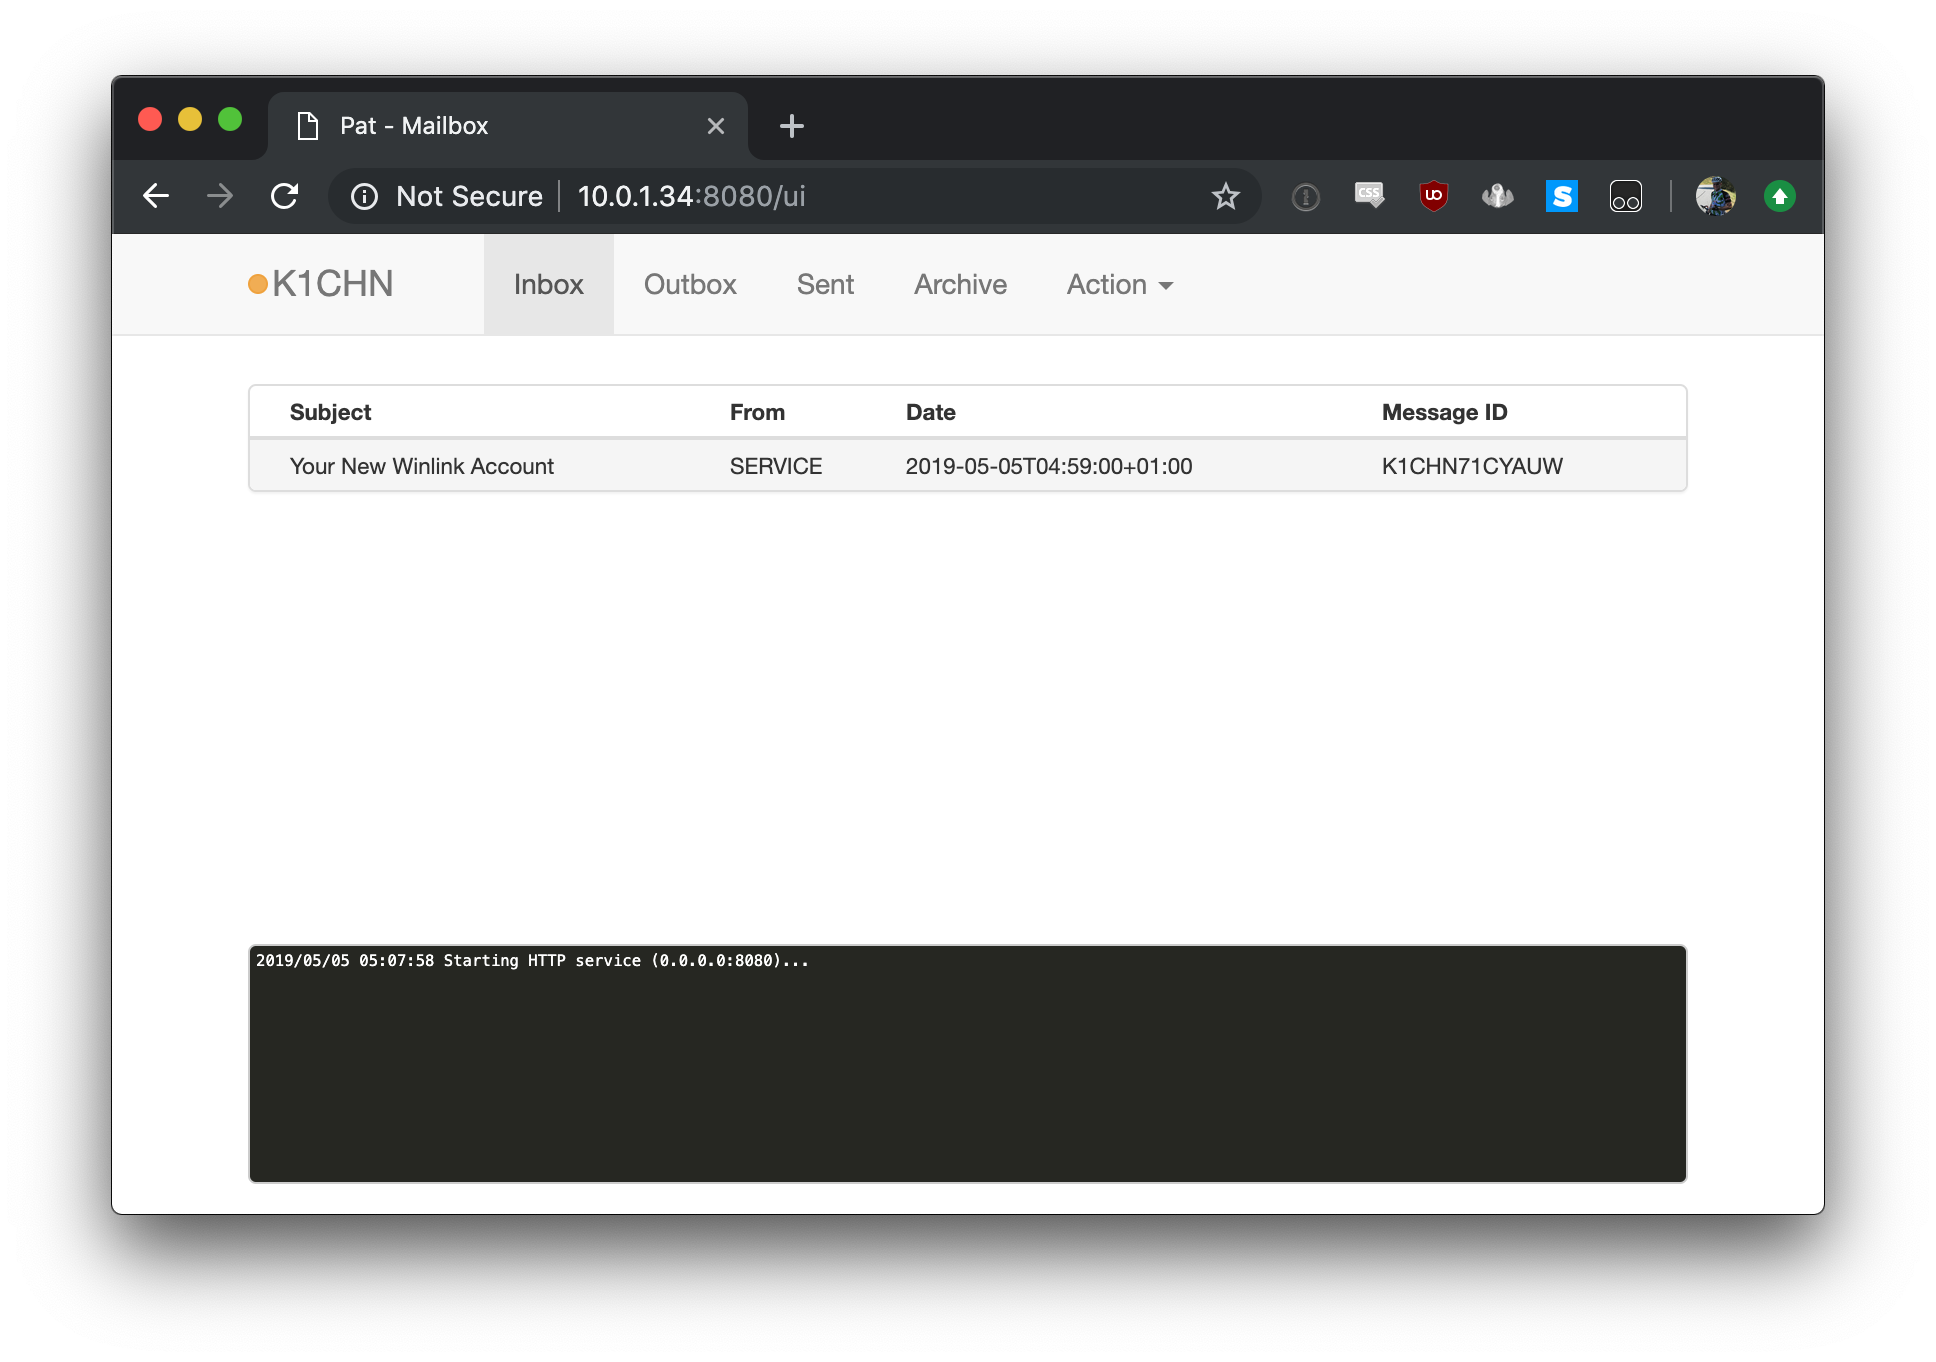 Pat - Mailbox
Not Secure 10.0.1.34:8080/ui
CSS
UO
S
K1CHN Inbox Outbox Sent Archive Action
Subject From Date Message ID
Your New Winlink Account SERVICE 2019-05-05T04:59:00+01:00 K1CHN71CYAUW
2019/05/05 05:07:58 Starting HTTP service (0.0.0.0:8080)...